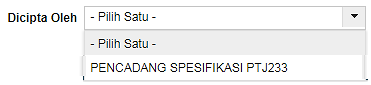 Dicipta Oleh - Pilih Satu -
- Pilih Satu -
PENCADANG SPESIFIKASI PTJ233